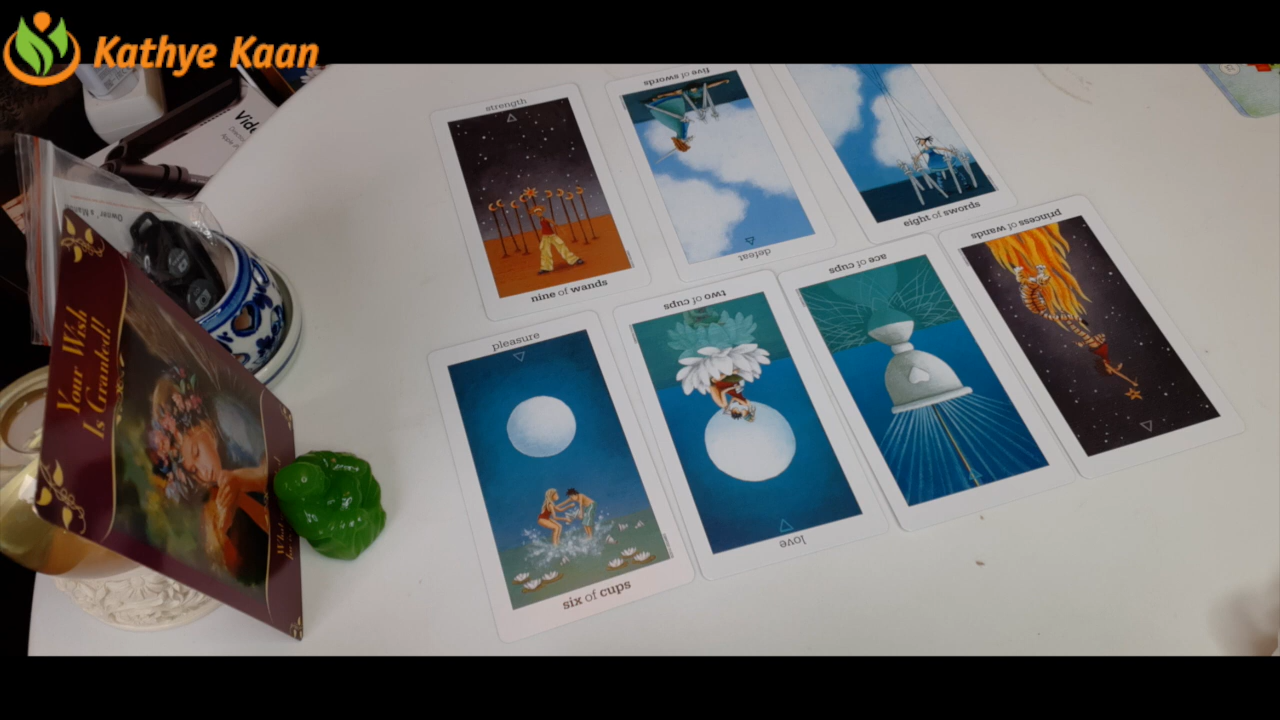 Kathye Kaan
strength
nine of wands
five of swords
defeat
eight of swords
pleasure
six of cups
two of cups
love
ace of cups
princess of wands
Your Wish
Is Granted!
Owner's